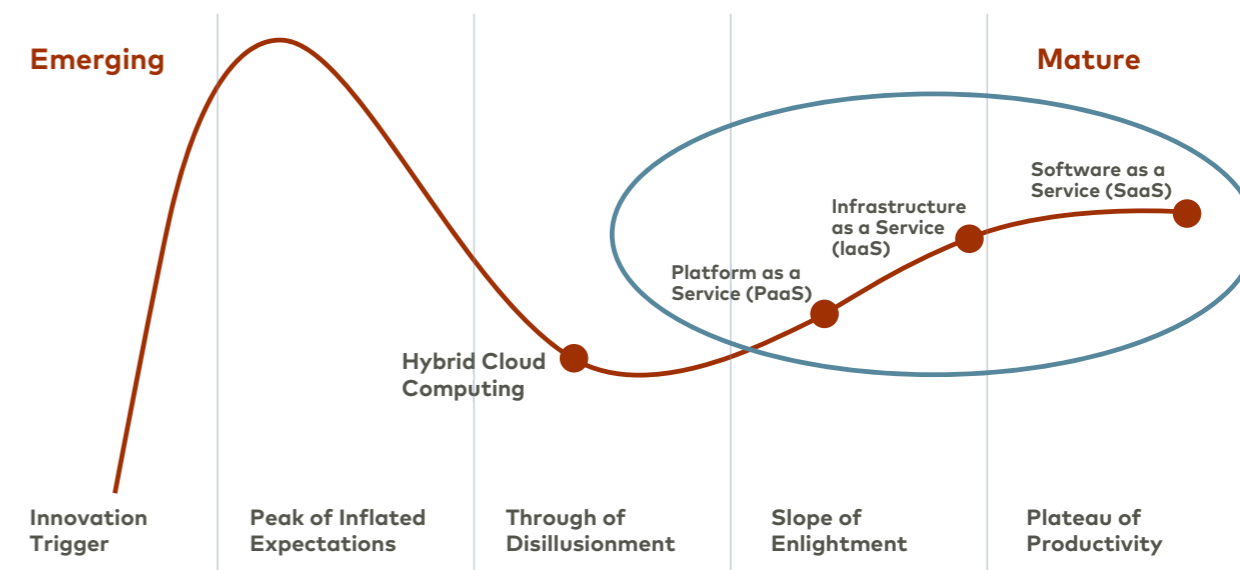 Emerging
Mature
Software as a
Service (SaaS)
Infrastructure
as a Service
(IaaS)
Platform as a
Service (PaaS)
Hybrid Cloud
Computing
Innovation
Trigger
Peak of Inflated
Expectations
Through of
Disillusionment
Slope of
Enlightment
Plateau of
Productivity